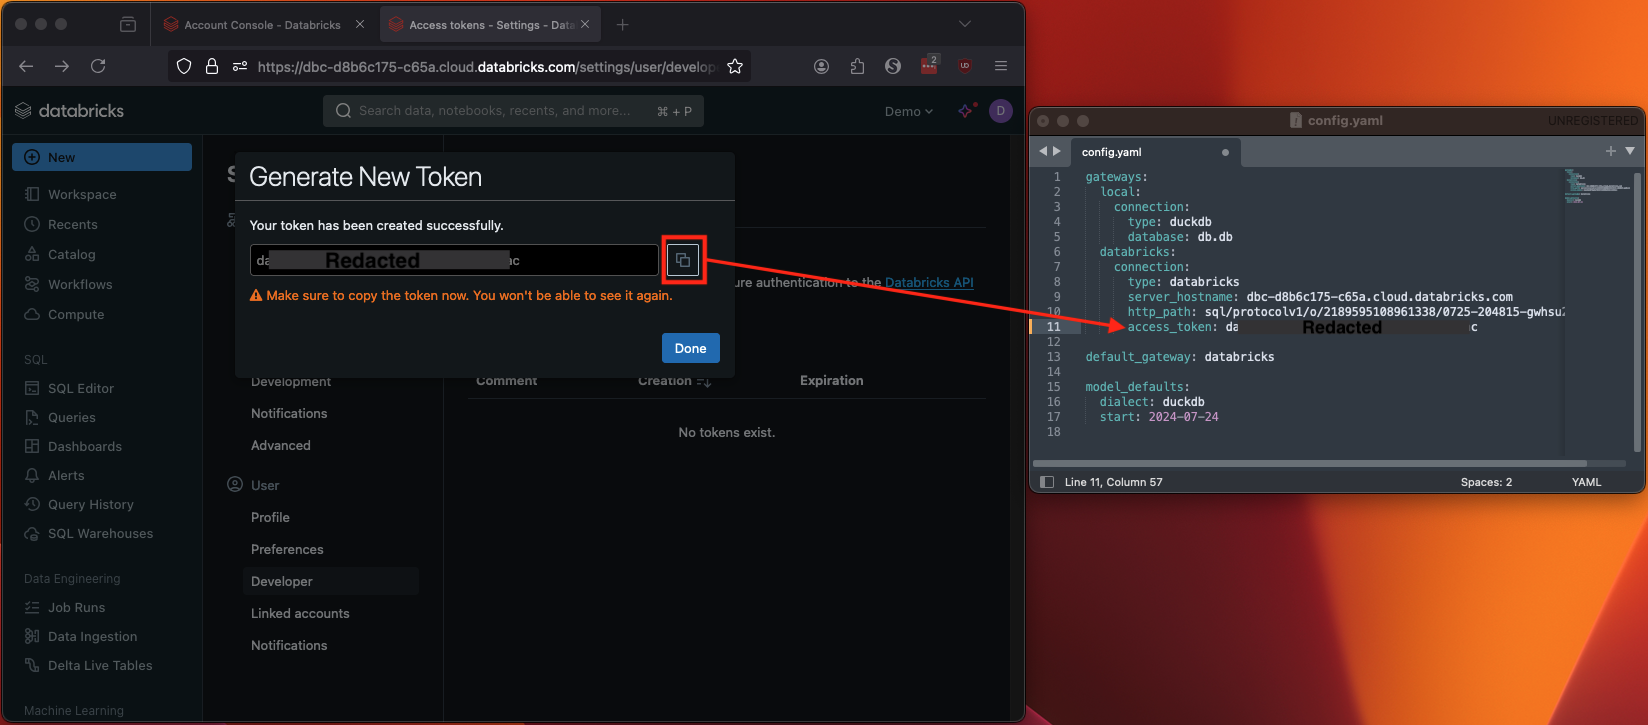 Account Console - Databricks
Access tokens - Settings - Data
https://dbc-d8b6c175-c65a.cloud.databricks.com/settings/user/develop
2
databricks
Search data, notebooks, recents, and more...
⌘ + P
Demo
D
New
Workspace
Recents
Catalog
Workflows
Compute
SQL
SQL Editor
Queries
Dashboards
Alerts
Query History
SQL Warehouses
Data Engineering
Job Runs
Data Ingestion
Delta Live Tables
Machine Learning
Generate New Token
Your token has been created successfully.
da Redacted
Make sure to copy the token now. You won't be able to see it again.
Done
ure authentication to the Databricks API
Development
Notifications
Advanced
User
Profile
Preferences
Developer
Linked accounts
Notifications
Comment Creation Expiration
No tokens exist.
config.yaml
UNREGISTERED
config.yaml
1 gateways:
2 local:
3 connection:
4 type: duckdb
5 database: db.db
6 databricks:
7 connection:
8 type: databricks
9 server_hostname: dbc-d8b6c175-c65a.cloud.databricks.com
10 http_path: sql/protocolv1/o/2189595108961338/0725-204815-gwhsu2
11 access_token: da Redacted c
12
13 default_gateway: databricks
14
15 model_defaults:
16 dialect: duckdb
17 start: 2024-07-24
18
Line 11, Column 57
Spaces: 2
YAML